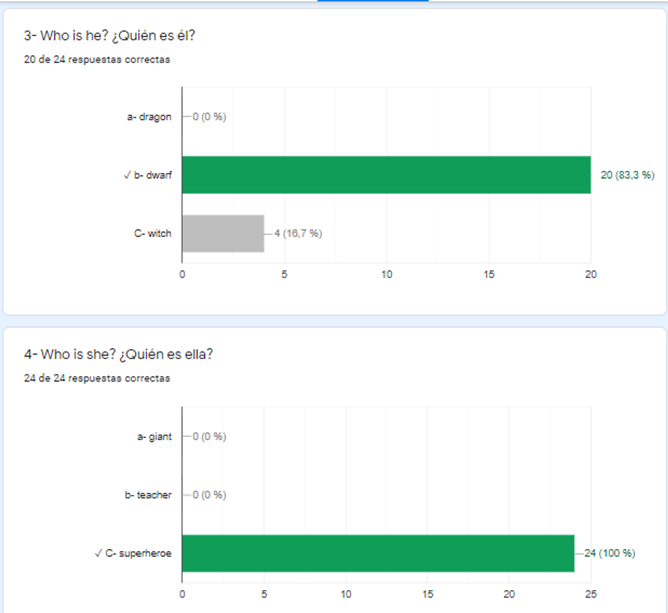 3- Who is he? ¿Quién es él?
20 de 24 respuestas correctas
a- dragon 0 (0 %)
✓ b- dwarf 20 (83,3 %)
C- witch 4 (16,7 %)
0 5 10 15 20
4- Who is she? ¿Quién es ella?
24 de 24 respuestas correctas
a- giant 0 (0 %)
b- teacher 0 (0 %)
✓ C- superheroe 24 (100 %)
0 5 10 15 20 25